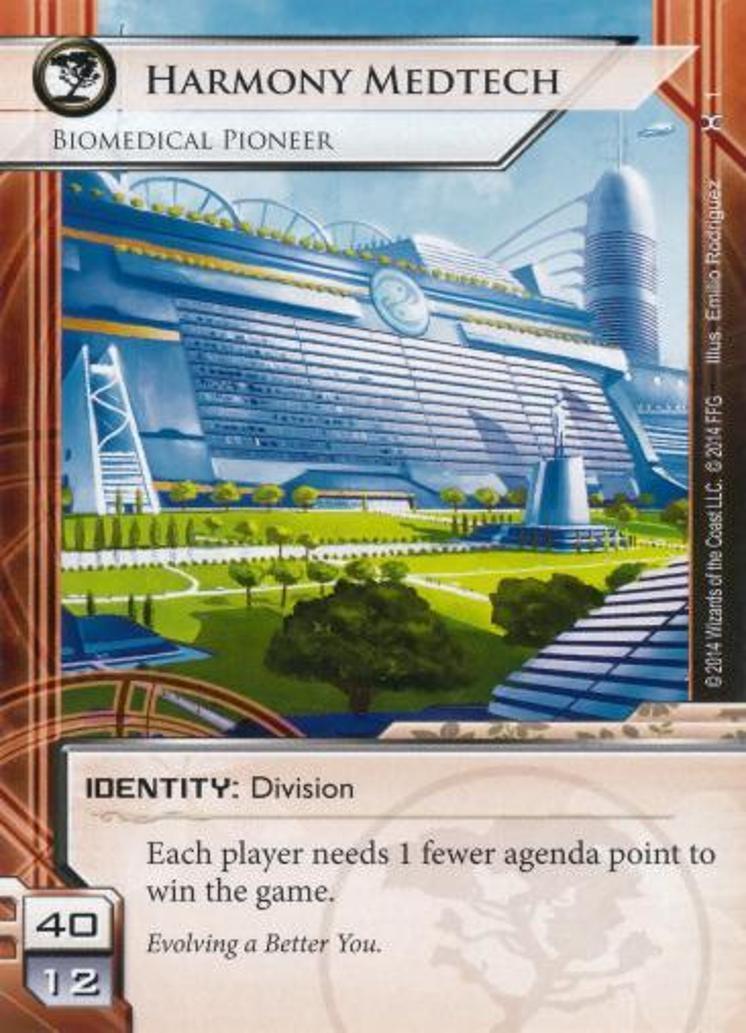 HARMONY MEDTECH
BIOMEDICAL PIONEER
1
© 2014 Wizards of the Coast LLC. © 2014 FFG Illus. Emilio Rodriguez
IDENTITY: Division
Each player needs 1 fewer agenda point to
win the game.
Evolving a Better You.
40
12